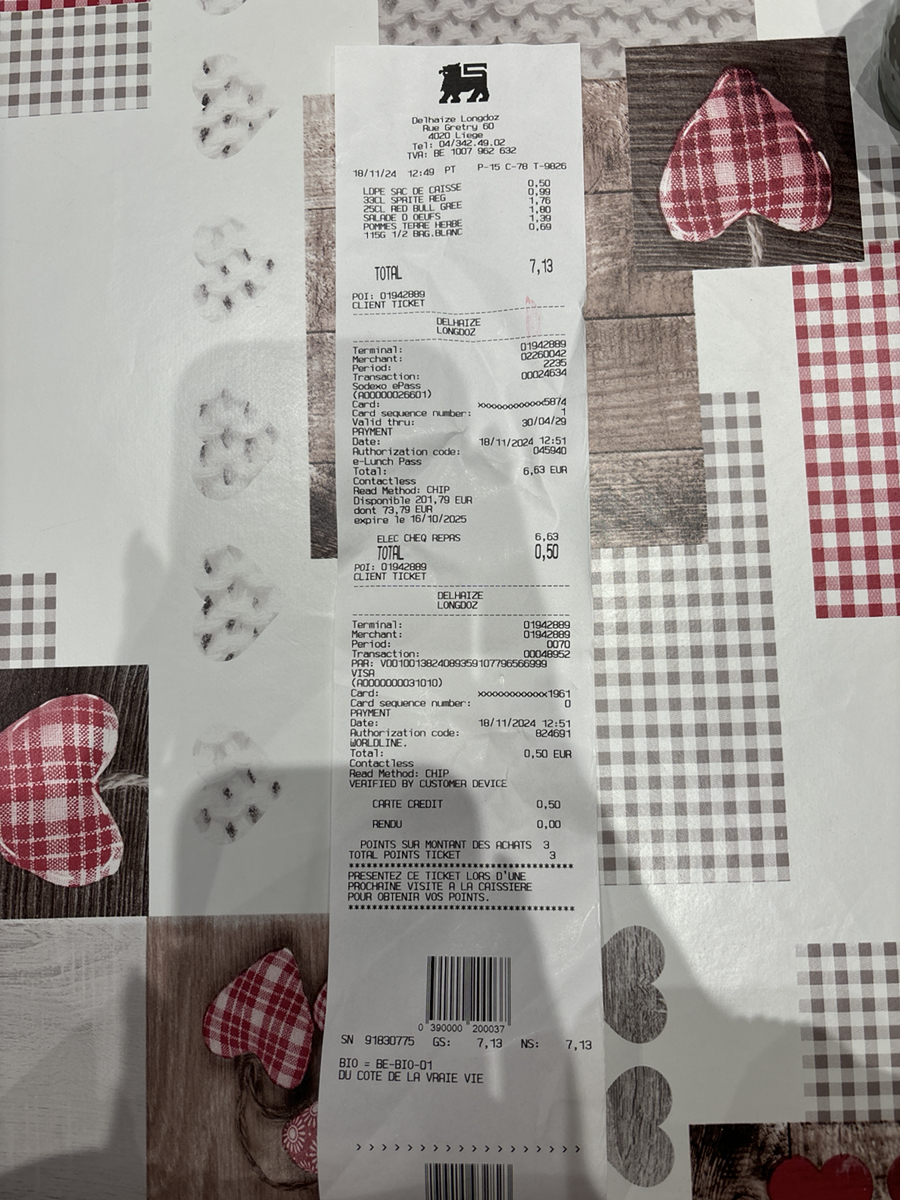 Delhaize Longdoz
Rue Gretry 60
4020 Liege
Tel: 04/342.49.02
TVA: BE 1007 962 632
18/11/24 12:49 PT P-15 C-78 T-9826
LDPE SAC DE CAISSE 0,50
33CL SPRITE REG 0,99
25CL RED BULL GREE 1,76
SALADE D OEUFS 1,80
POMMES TERRE HERBE 1,39
115G 1/2 BAG.BLANC 0,69
TOTAL 7,13
POI: 01942889
CLIENT TICKET
DELHAIZE
LONGDOZ
Terminal: 01942889
Merchant: 02260042
Period: 2235
Transaction: 00024634
Sodexo ePass
(A00000026601)
Card: xxxxxxxxxxxx5874
Card sequence number: 1
Valid thru: 30/04/29
PAYMENT
Date: 18/11/2024 12:51
Authorization code: 045940
e-Lunch Pass
Total: 6,63 EUR
Contactless
Read Method: CHIP
Disponible 201,79 EUR
dont 73,79 EUR
expire le 16/10/2025
ELEC CHEQ REPAS 6,63
TOTAL 0,50
POI: 01942889
CLIENT TICKET
DELHAIZE
LONGDOZ
Terminal: 01942889
Merchant: 01942889
Period: 0070
Transaction: 00048952
PAR: V0010013824089359107796566999
VISA
(A0000000031010)
Card: xxxxxxxxxxxx1961
Card sequence number: 0
PAYMENT
Date: 18/11/2024 12:51
Authorization code: 824691
WORLDLINE.
Total: 0,50 EUR
Contactless
Read Method: CHIP
VERIFIED BY CUSTOMER DEVICE
CARTE CREDIT 0,50
RENDU 0,00
POINTS SUR MONTANT DES ACHATS 3
TOTAL POINTS TICKET 3
****************************************
PRESENTEZ CE TICKET LORS D'UNE
PROCHAINE VISITE A LA CAISSIERE
POUR OBTENIR VOS POINTS.
****************************************
0 390000 200037
SN 91830775 GS: 7,13 NS: 7,13
BIO = BE-BIO-01
DU COTE DE LA VRAIE VIE